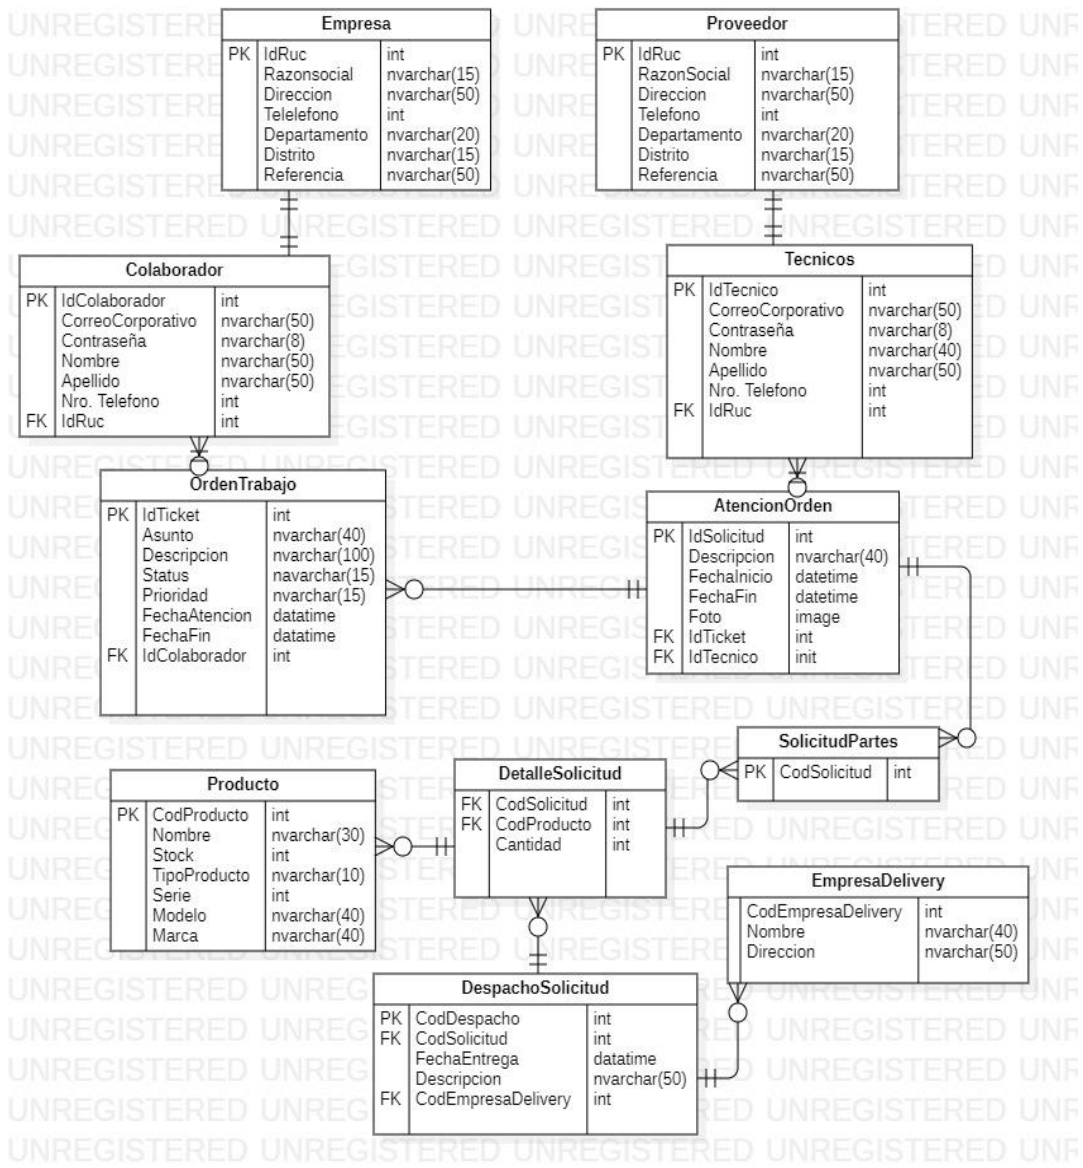 Empresa
PK IdRuc int
Razonsocial nvarchar(15)
Direccion nvarchar(50)
Telelefono int
Departamento nvarchar(20)
Distrito nvarchar(15)
Referencia nvarchar(50)
Proveedor
PK IdRuc int
RazonSocial nvarchar(15)
Direccion nvarchar(50)
Telefono int
Departamento nvarchar(20)
Distrito nvarchar(15)
Referencia nvarchar(50)
Colaborador
PK IdColaborador int
CorreoCorporativo nvarchar(50)
Contraseña nvarchar(8)
Nombre nvarchar(50)
Apellido nvarchar(50)
Nro. Telefono int
FK IdRuc int
Tecnicos
PK IdTecnico int
CorreoCorporativo nvarchar(50)
Contraseña nvarchar(8)
Nombre nvarchar(40)
Apellido nvarchar(50)
Nro. Telefono int
FK IdRuc int
OrdenTrabajo
PK IdTicket int
Asunto nvarchar(40)
Descripcion nvarchar(100)
Status navarchar(15)
Prioridad nvarchar(15)
FechaAtencion datatime
FechaFin datatime
FK IdColaborador int
AtencionOrden
PK IdSolicitud int
Descripcion nvarchar(40)
FechaInicio datetime
FechaFin datetime
Foto image
FK IdTicket int
FK IdTecnico init
SolicitudPartes
PK CodSolicitud int
Producto
PK CodProducto int
Nombre nvarchar(30)
Stock int
TipoProducto nvarchar(10)
Serie int
Modelo nvarchar(40)
Marca nvarchar(40)
DetalleSolicitud
FK CodSolicitud int
FK CodProducto int
Cantidad int
EmpresaDelivery
CodEmpresaDelivery int
Nombre nvarchar(40)
Direccion nvarchar(50)
DespachoSolicitud
PK CodDespacho int
FK CodSolicitud int
FechaEntrega datatime
Descripcion nvarchar(50)
FK CodEmpresaDelivery int
UNREGISTERED